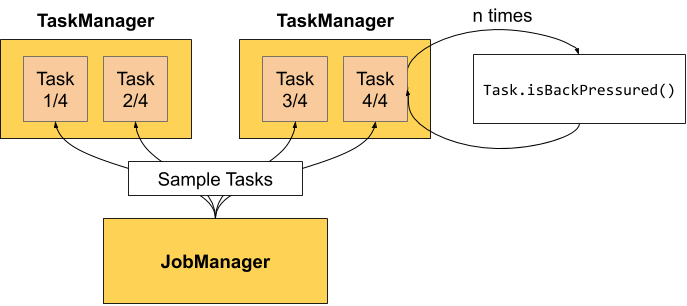 TaskManager
TaskManager
n times
Task
1/4
Task
2/4
Task
3/4
Task
4/4
Task.isBackPressured()
Sample Tasks
JobManager